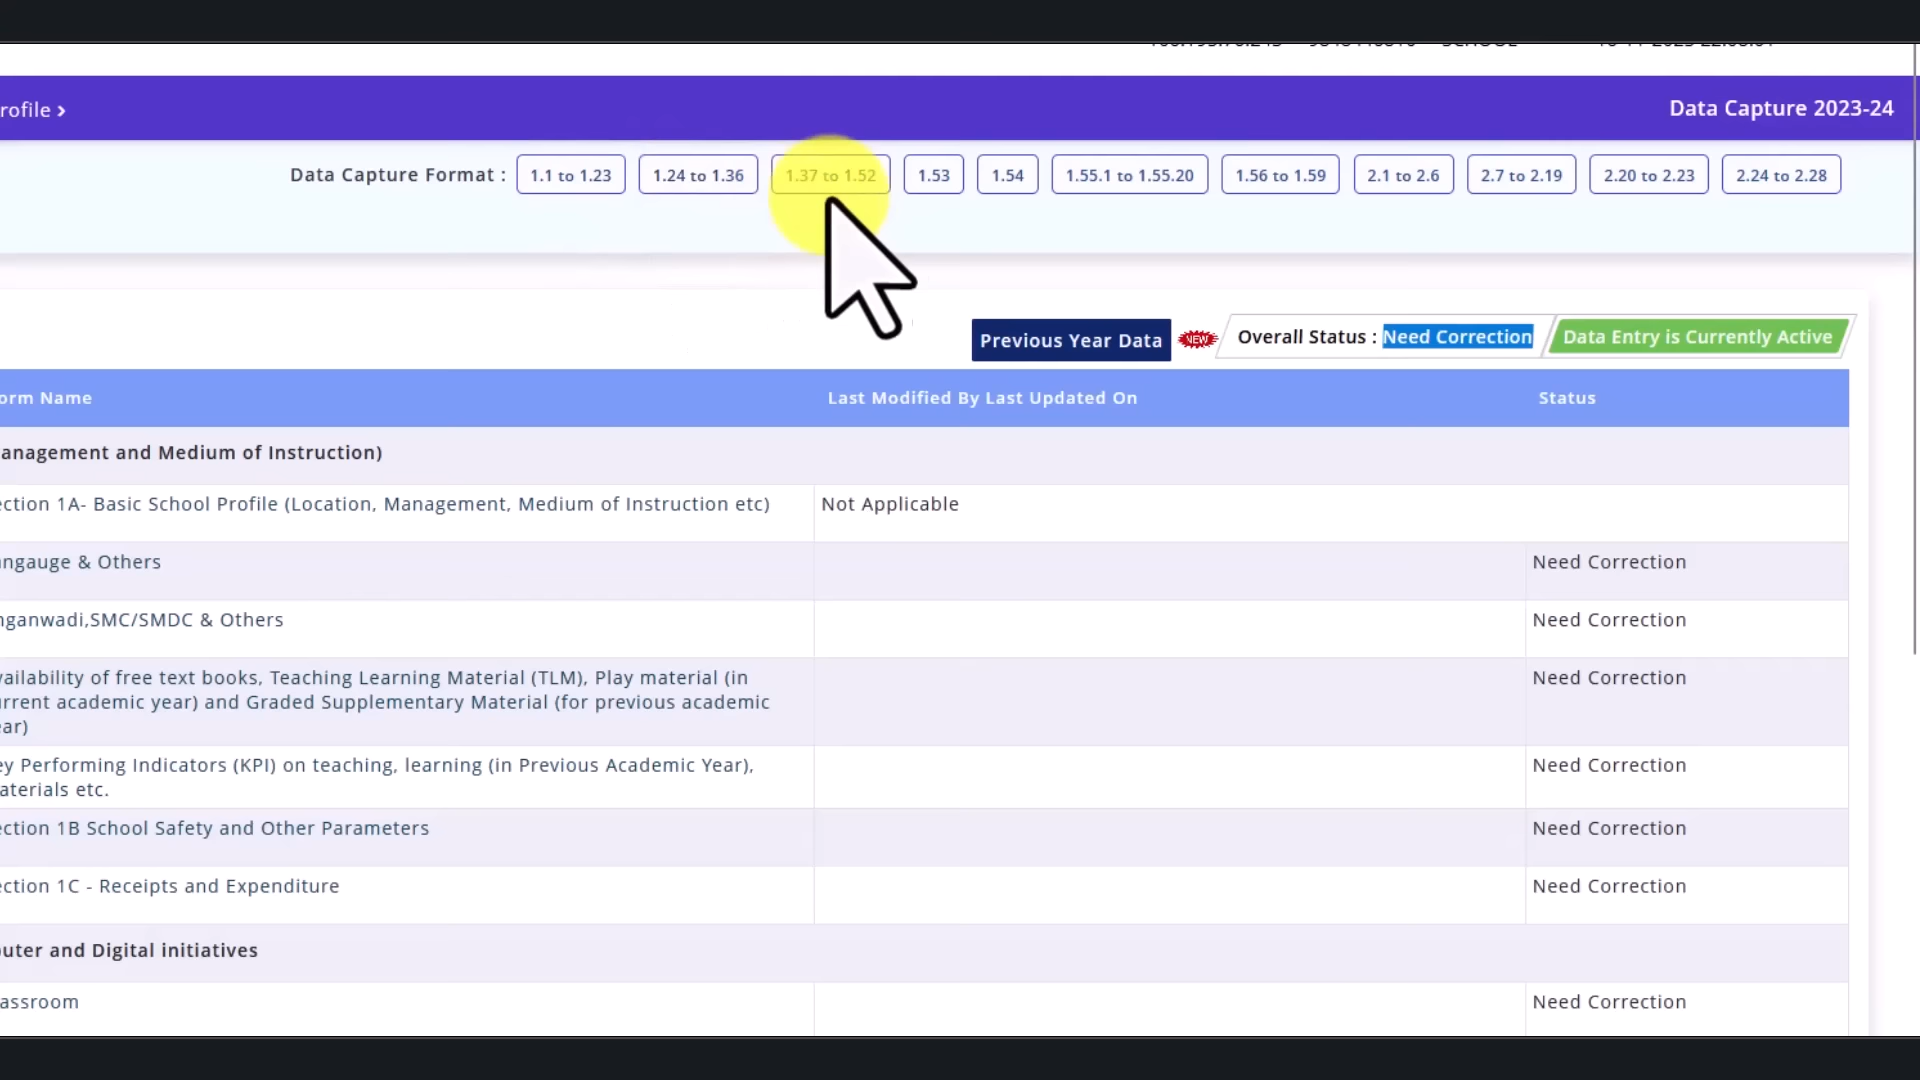 rofile ›
Data Capture 2023-24
Data Capture Format : 1.1 to 1.23 1.24 to 1.36 1.37 to 1.52 1.53 1.54 1.55.1 to 1.55.20 1.56 to 1.59 2.1 to 2.6 2.7 to 2.19 2.20 to 2.23 2.24 to 2.28
Previous Year Data NEW Overall Status : Need Correction Data Entry is Currently Active
orm Name Last Modified By Last Updated On Status
anagement and Medium of Instruction)
ection 1A- Basic School Profile (Location, Management, Medium of Instruction etc) Not Applicable
angauge & Others Need Correction
nganwadi,SMC/SMDC & Others Need Correction
vailability of free text books, Teaching Learning Material (TLM), Play material (in Need Correction
urrent academic year) and Graded Supplementary Material (for previous academic
ear)
ey Performing Indicators (KPI) on teaching, learning (in Previous Academic Year), Need Correction
aterials etc.
ection 1B School Safety and Other Parameters Need Correction
ection 1C - Receipts and Expenditure Need Correction
outer and Digital initiatives
assroom Need Correction